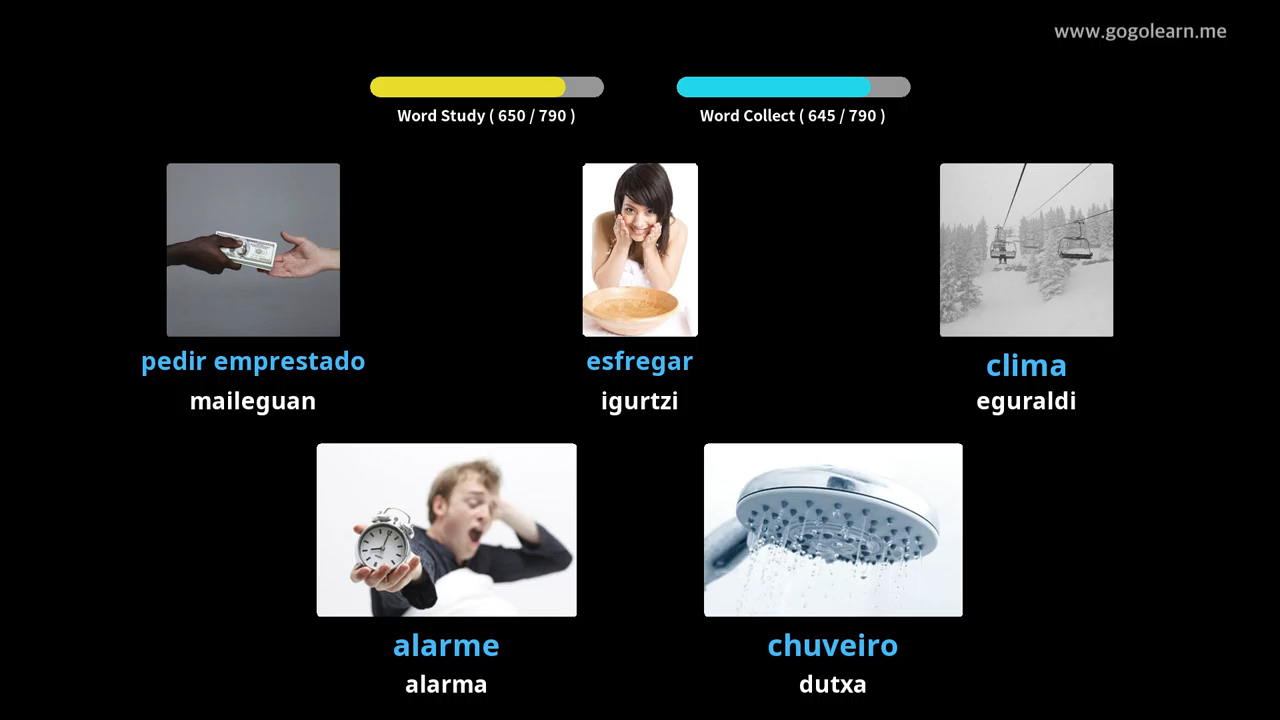 www.gogolearn.me
Word Study ( 650 / 790 )
Word Collect ( 645 / 790 )
pedir emprestado
maileguan
esfregar
igurtzi
clima
eguraldi
alarme
alarma
chuveiro
dutxa